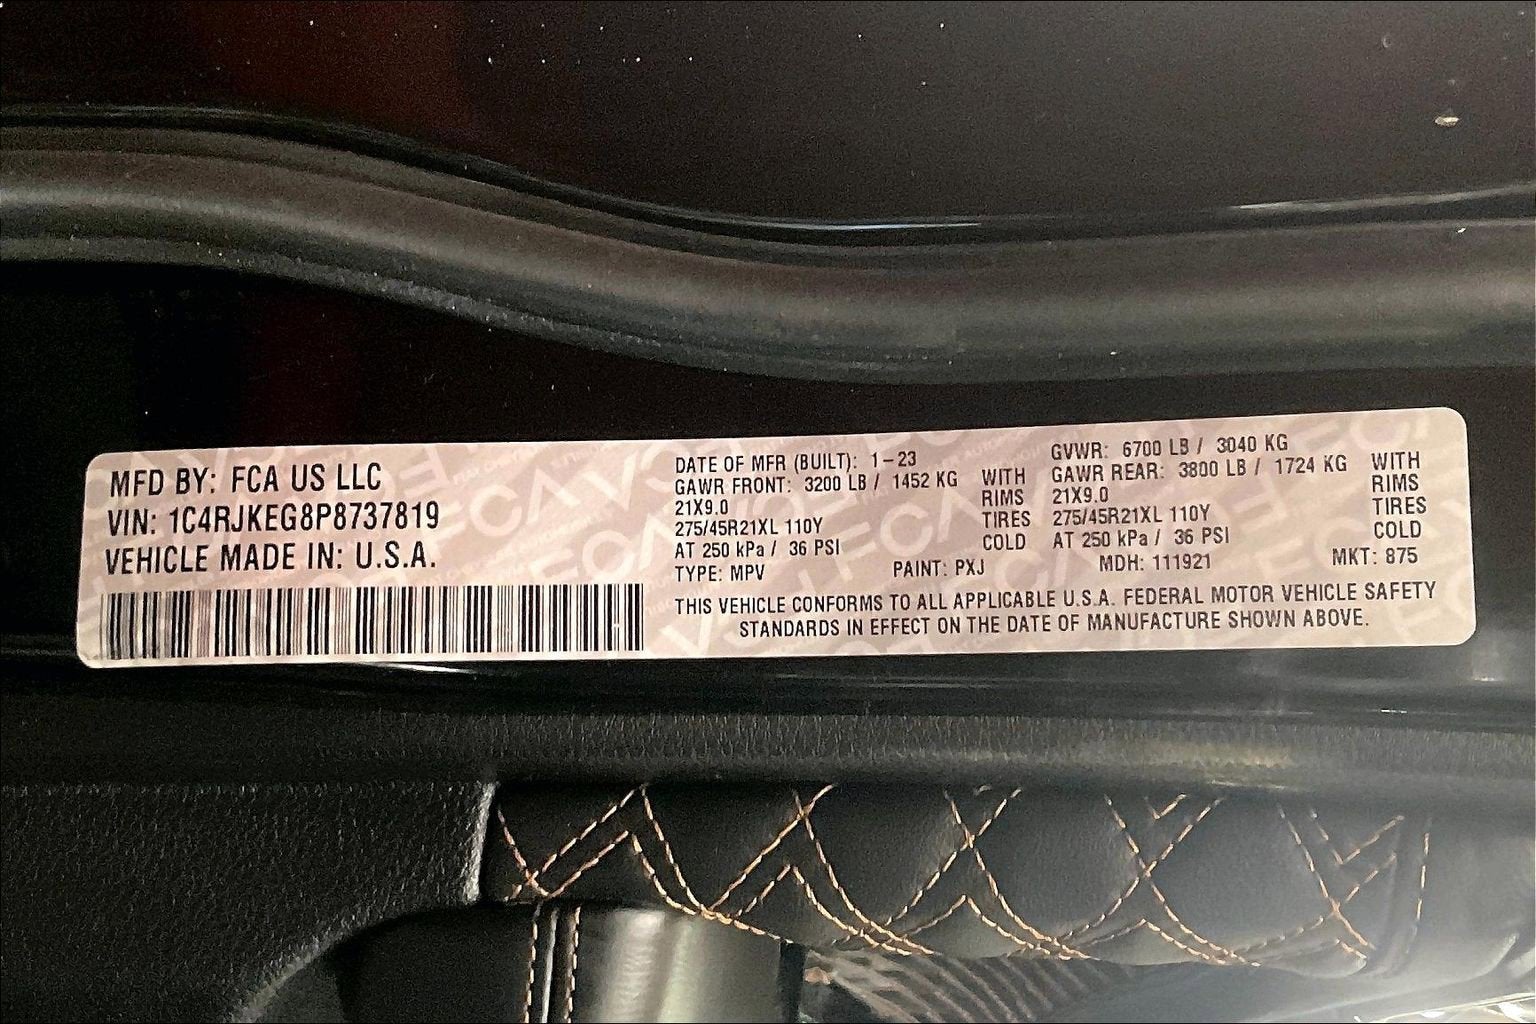 MFD BY: FCA US LLC
VIN: 1C4RJKEG8P8737819
VEHICLE MADE IN: U.S.A.
DATE OF MFR (BUILT): 1-23
GAWR FRONT: 3200 LB / 1452 KG
21X9.0
275/45R21XL 110Y
AT 250 kPa / 36 PSI
WITH
RIMS
TIRES
COLD
GVWR: 6700 LB / 3040 KG
GAWR REAR: 3800 LB / 1724 KG
21X9.0
275/45R21XL 110Y
AT 250 kPa / 36 PSI
WITH
RIMS
TIRES
COLD
TYPE: MPV PAINT: PXJ MDH: 111921 MKT: 875
THIS VEHICLE CONFORMS TO ALL APPLICABLE U.S.A. FEDERAL MOTOR VEHICLE SAFETY
STANDARDS IN EFFECT ON THE DATE OF MANUFACTURE SHOWN ABOVE.